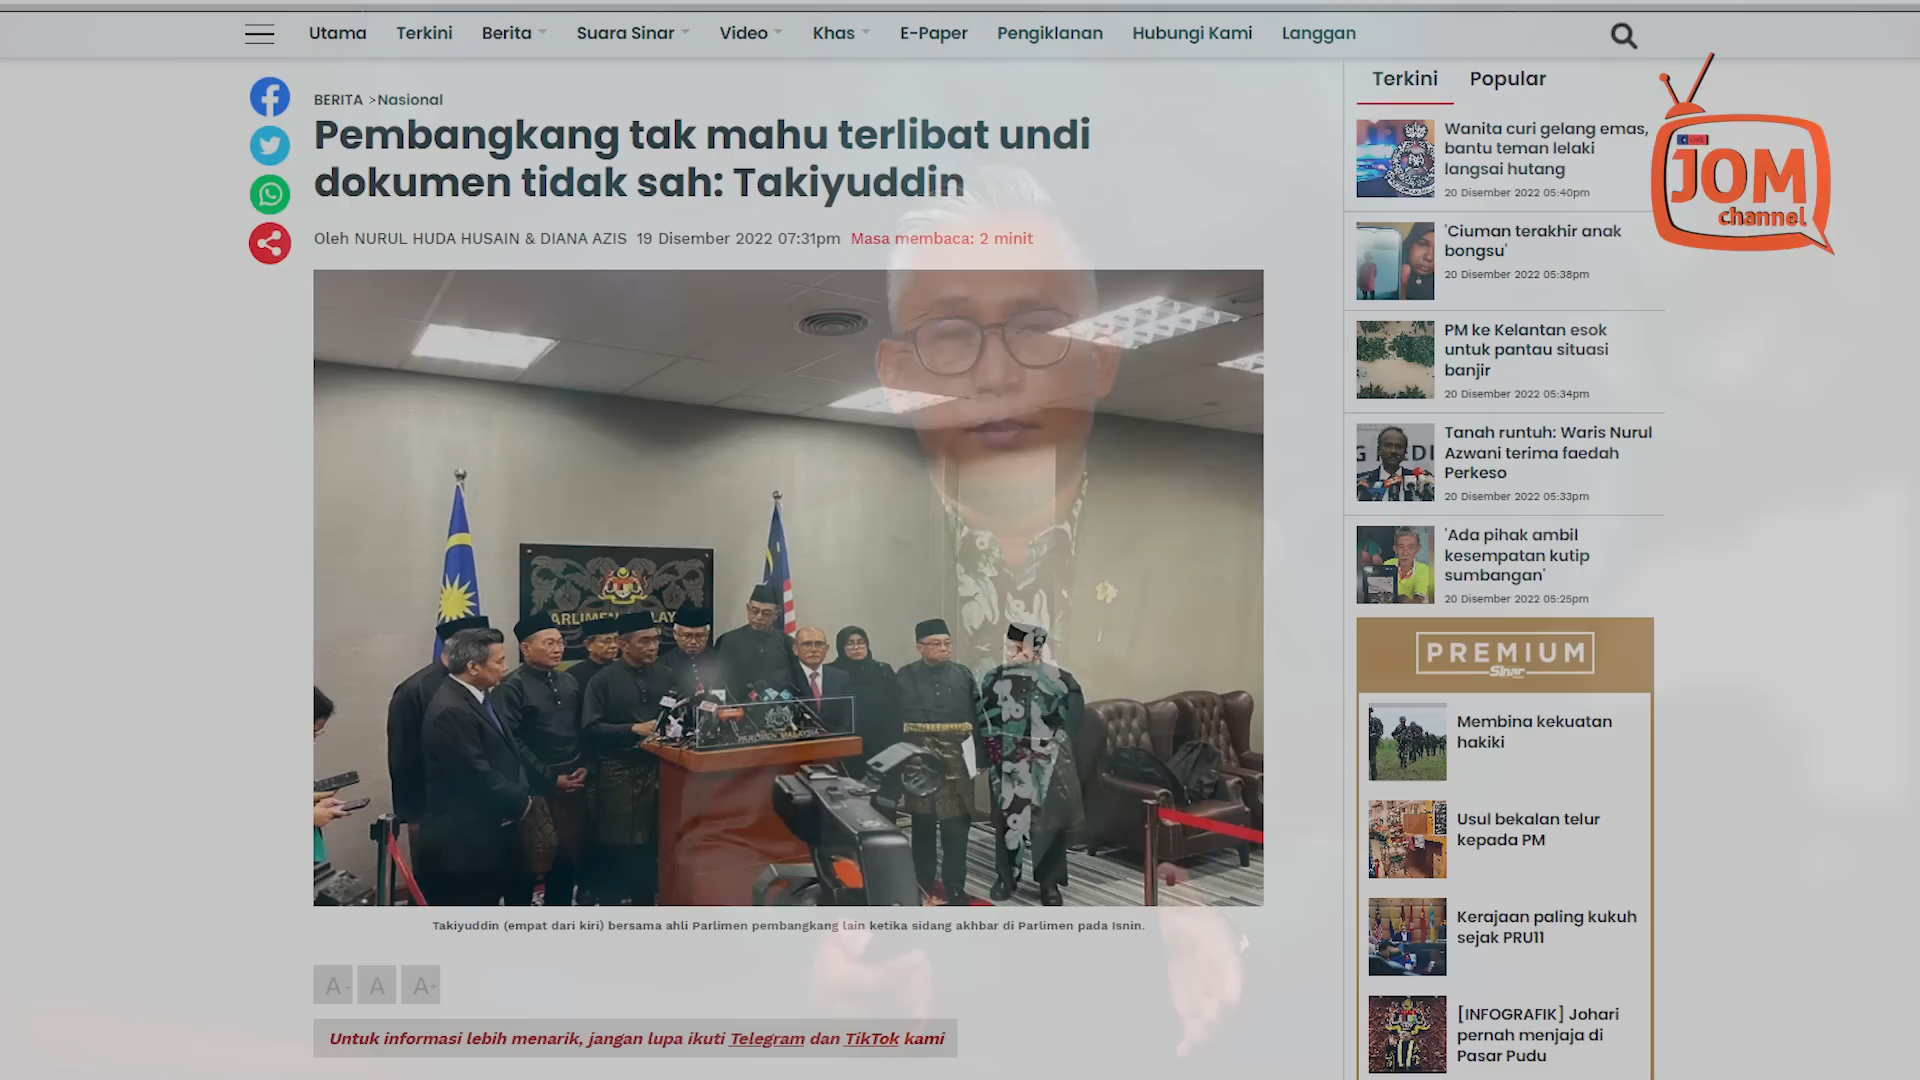 Utama Terkini Berita Suara Sinar Video Khas E-Paper Pengiklanan Hubungi Kami Langgan
BERITA >Nasional
Pembangkang tak mahu terlibat undi
dokumen tidak sah: Takiyuddin
Oleh NURUL HUDA HUSAIN & DIANA AZIS 19 Disember 2022 07:31pm Masa membaca: 2 minit
PARLIMEN MALAYSIA
Takiyuddin (empat dari kiri) bersama ahli Parlimen pembangkang lain ketika sidang akhbar di Parlimen pada Isnin.
A- A A+
Untuk informasi lebih menarik, jangan lupa ikuti Telegram dan TikTok kami
Terkini Popular
Wanita curi gelang emas,
bantu teman lelaki
langsai hutang
20 Disember 2022 05:40pm
'Ciuman terakhir anak
bongsu'
20 Disember 2022 05:38pm
PM ke Kelantan esok
untuk pantau situasi
banjir
20 Disember 2022 05:34pm
Tanah runtuh: Waris Nurul
Azwani terima faedah
Perkeso
20 Disember 2022 05:33pm
'Ada pihak ambil
kesempatan kutip
sumbangan'
20 Disember 2022 05:25pm
PREMIUM
Sinar
Membina kekuatan
hakiki
Usul bekalan telur
kepada PM
Kerajaan paling kukuh
sejak PRU11
[INFOGRAFIK] Johari
pernah menjaja di
Pasar Pudu
JOM
channel